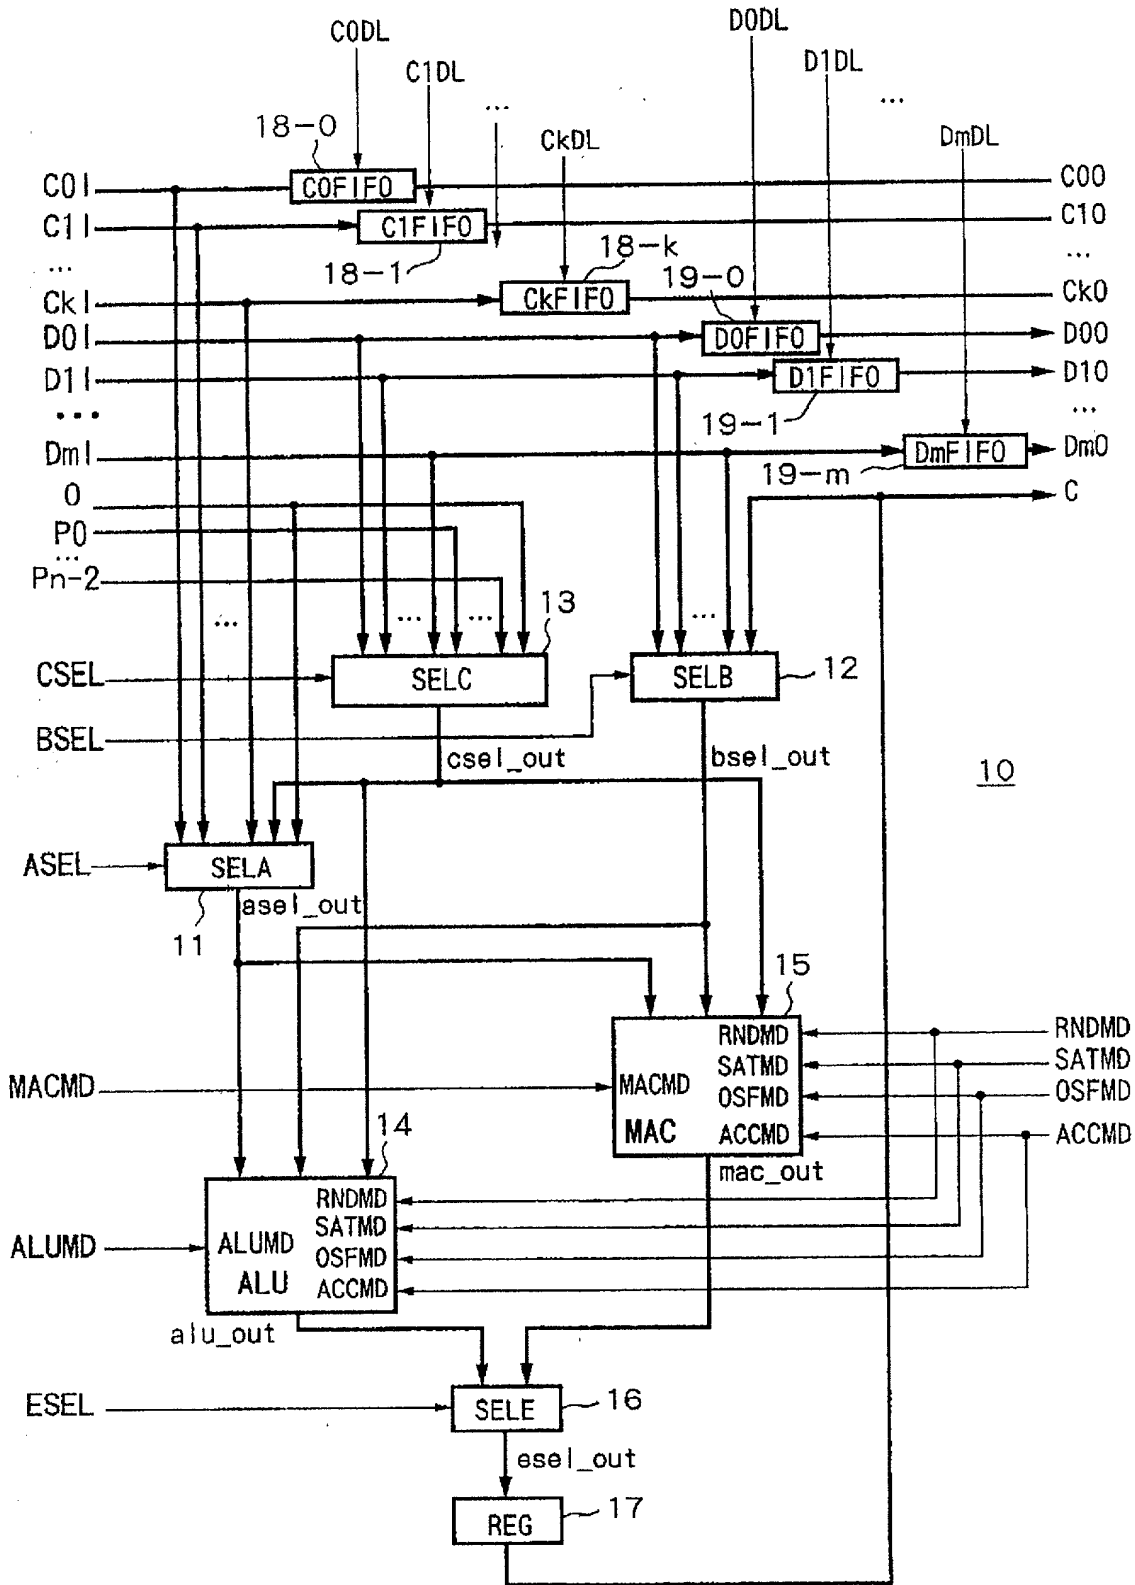 C0DL
D0DL
C1DL
D1DL
...
...
CkDL
DmDL
18-0
C0I
C0FIFO
C00
C1I
C1FIFO
C10
18-1
18-k
...
...
CkI
CkFIFO
19-0
Ck0
D0I
D0FIFO
D00
D1I
D1FIFO
D10
...
19-1
...
DmI
DmFIFO
Dm0
19-m
0
C
P0
...
Pn-2
...
...
...
...
13
CSEL
SELC
SELB
12
BSEL
csel_out
bsel_out
10
ASEL
SELA
asel_out
11
15
RNDMD
RNDMD
SATMD
SATMD
MACMD
MACMD
OSFMD
OSFMD
MAC
ACCMD
ACCMD
14
mac_out
RNDMD
SATMD
ALUMD
ALUMD
OSFMD
ALU
ACCMD
alu_out
ESEL
SELE
16
esel_out
REG
17